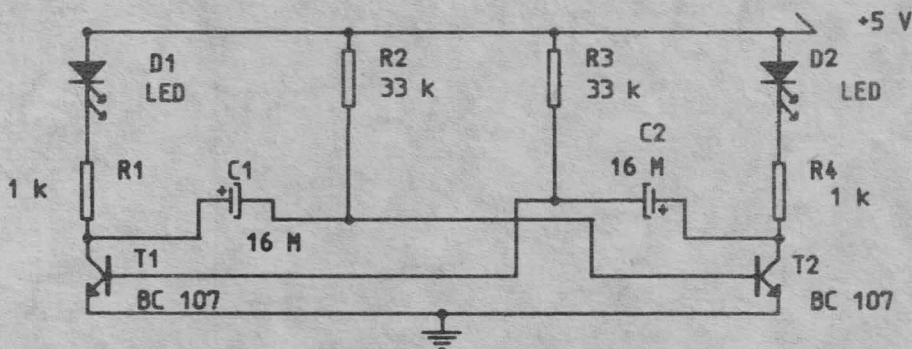 +5 V
D1
LED
R2
33 k
R3
33 k
D2
LED
C2
16 M
1 k
R1
C1
+
16 M
+
R4
1 k
T1
BC 107
T2
BC 107